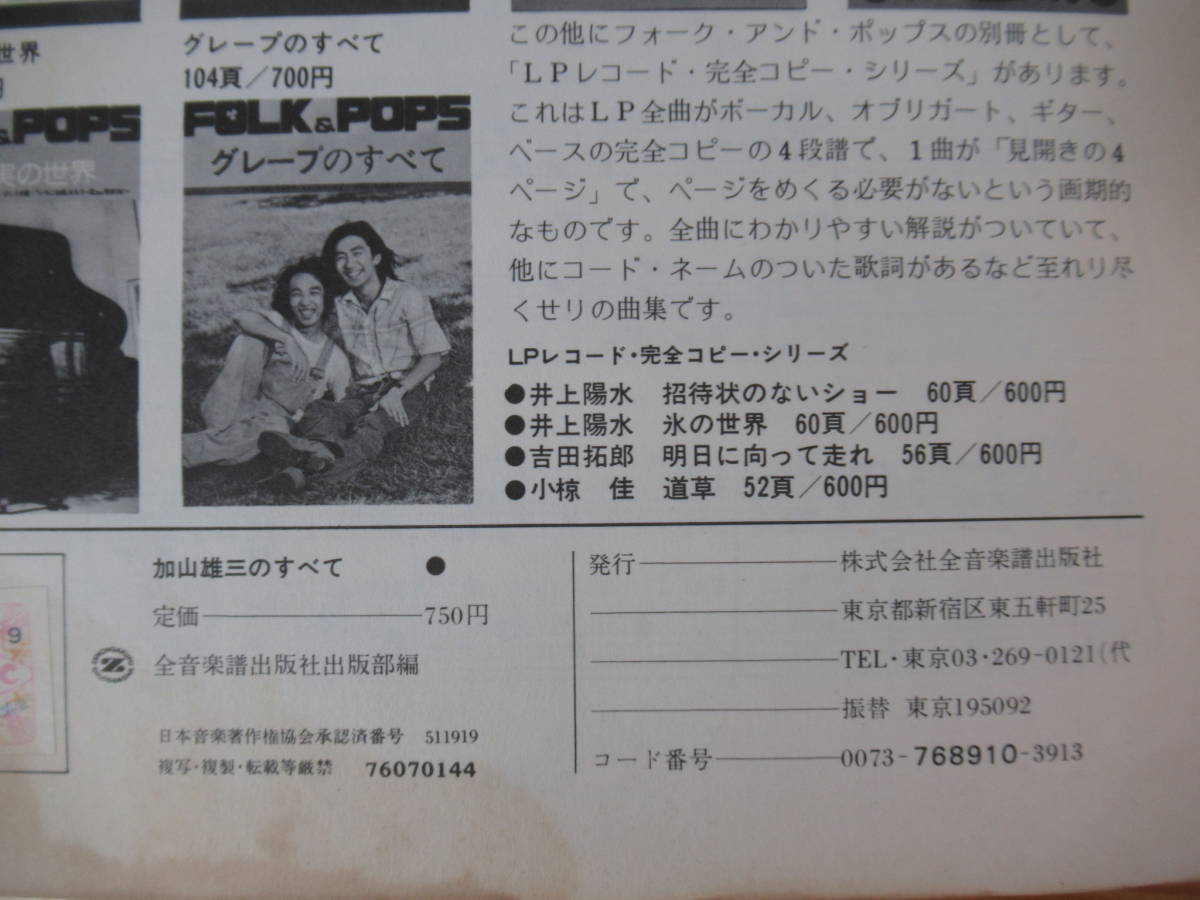 世界
円
&POPS
実の世界
グレープのすべて
104頁/700円
FOLK&POPS
グレープのすべて
この他にフォーク・アンド・ポップスの別冊として、
「LPレコード・完全コピー・シリーズ」があります。
これはLP全曲がボーカル、オブリガート、ギター、
ベースの完全コピーの4段譜で、1曲が「見開きの4
ページ」で、ページをめくる必要がないという画期的
なものです。全曲にわかりやすい解説がついていて、
他にコード・ネームのついた歌詞があるなど至れり尽
くせりの曲集です。
LPレコード・完全コピー・シリーズ
●井上陽水 招待状のないショー 60頁/600円
●井上陽水 氷の世界 60頁/600円
●吉田拓郎 明日に向って走れ 56頁/600円
●小椋 佳 道草 52頁/600円
9
加山雄三のすべて ●
定価―750円
全音楽譜出版社出版部編
日本音楽著作権協会承認済番号 511919
複写・複製・転載等厳禁 76070144
発行―株式会社全音楽譜出版社
―東京都新宿区東五軒町25
―TEL・東京03・269-0121(代
―振替 東京195092
コード番号―0073-768910-3913